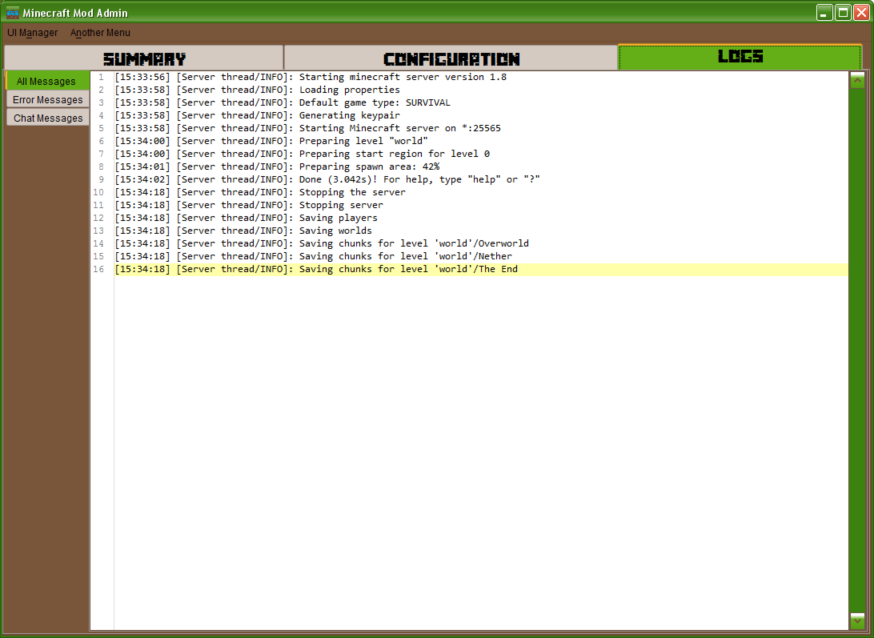 Minecraft Mod Admin
UI Manager Another Menu
SUMMARY CONFIGURATION LOGS
All Messages
Error Messages
Chat Messages
1 [15:33:56] [Server thread/INFO]: Starting minecraft server version 1.8
2 [15:33:58] [Server thread/INFO]: Loading properties
3 [15:33:58] [Server thread/INFO]: Default game type: SURVIVAL
4 [15:33:58] [Server thread/INFO]: Generating keypair
5 [15:33:58] [Server thread/INFO]: Starting Minecraft server on *:25565
6 [15:34:00] [Server thread/INFO]: Preparing level "world"
7 [15:34:00] [Server thread/INFO]: Preparing start region for level 0
8 [15:34:01] [Server thread/INFO]: Preparing spawn area: 42%
9 [15:34:02] [Server thread/INFO]: Done (3.042s)! For help, type "help" or "?"
10 [15:34:18] [Server thread/INFO]: Stopping the server
11 [15:34:18] [Server thread/INFO]: Stopping server
12 [15:34:18] [Server thread/INFO]: Saving players
13 [15:34:18] [Server thread/INFO]: Saving worlds
14 [15:34:18] [Server thread/INFO]: Saving chunks for level 'world'/Overworld
15 [15:34:18] [Server thread/INFO]: Saving chunks for level 'world'/Nether
16 [15:34:18] [Server thread/INFO]: Saving chunks for level 'world'/The End